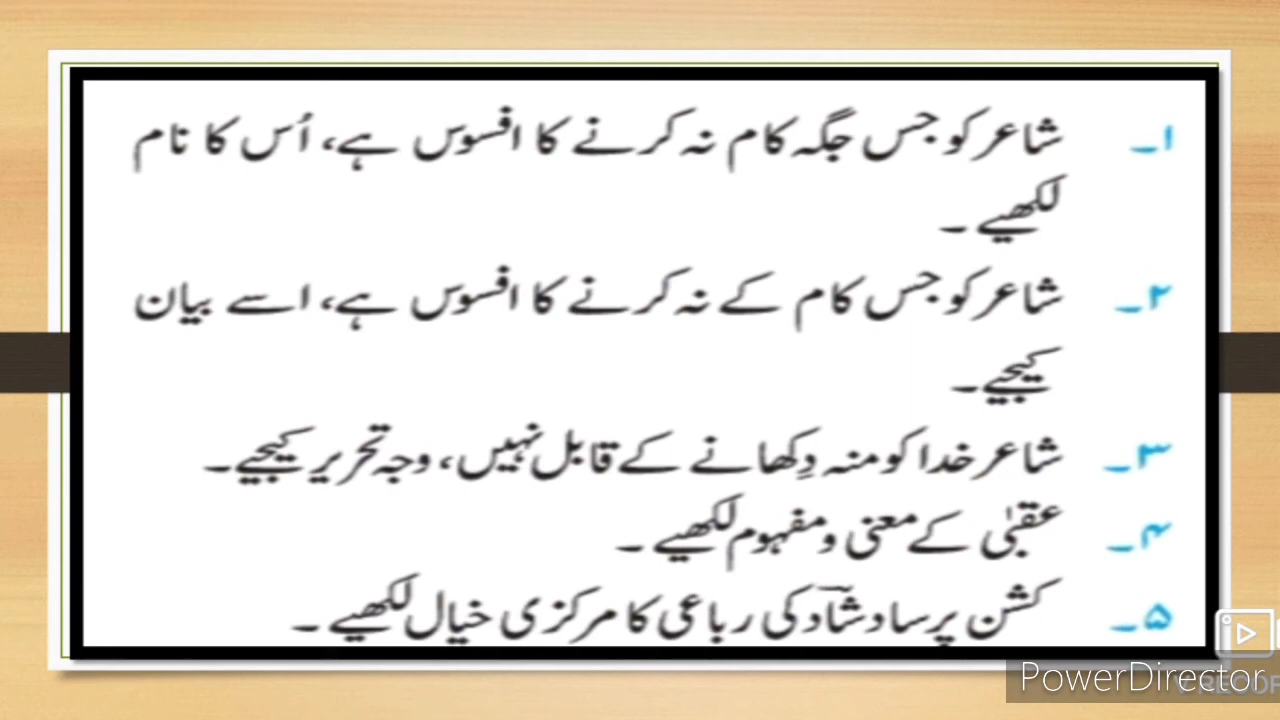 ۱۔ شاعر کو جس جگہ کام نہ کرنے کا افسوس ہے، اُس کا نام
لکھیے ۔
۲۔ شاعر کو جس کام کے نہ کرنے کا افسوس ہے، اسے بیان
کیجیے۔
۳۔ شاعر خدا کو منہ دِکھانے کے قابل نہیں، وجہ تحریر کیجیے۔
۴۔ عقبٰی کے معنی و مفہوم لکھیے ۔
۵۔ کشن پرساد شادؔ کی رباعی کا مرکزی خیال لکھیے ۔
PowerDirector